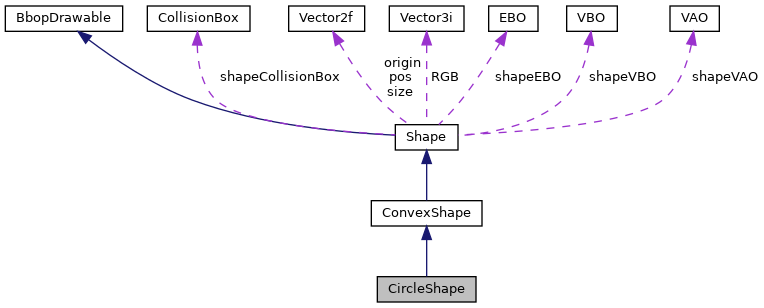 BbopDrawable
CollisionBox
Vector2f
Vector3i
EBO
VBO
VAO
shapeCollisionBox
origin
pos
size
RGB
shapeEBO
shapeVBO
shapeVAO
Shape
ConvexShape
CircleShape